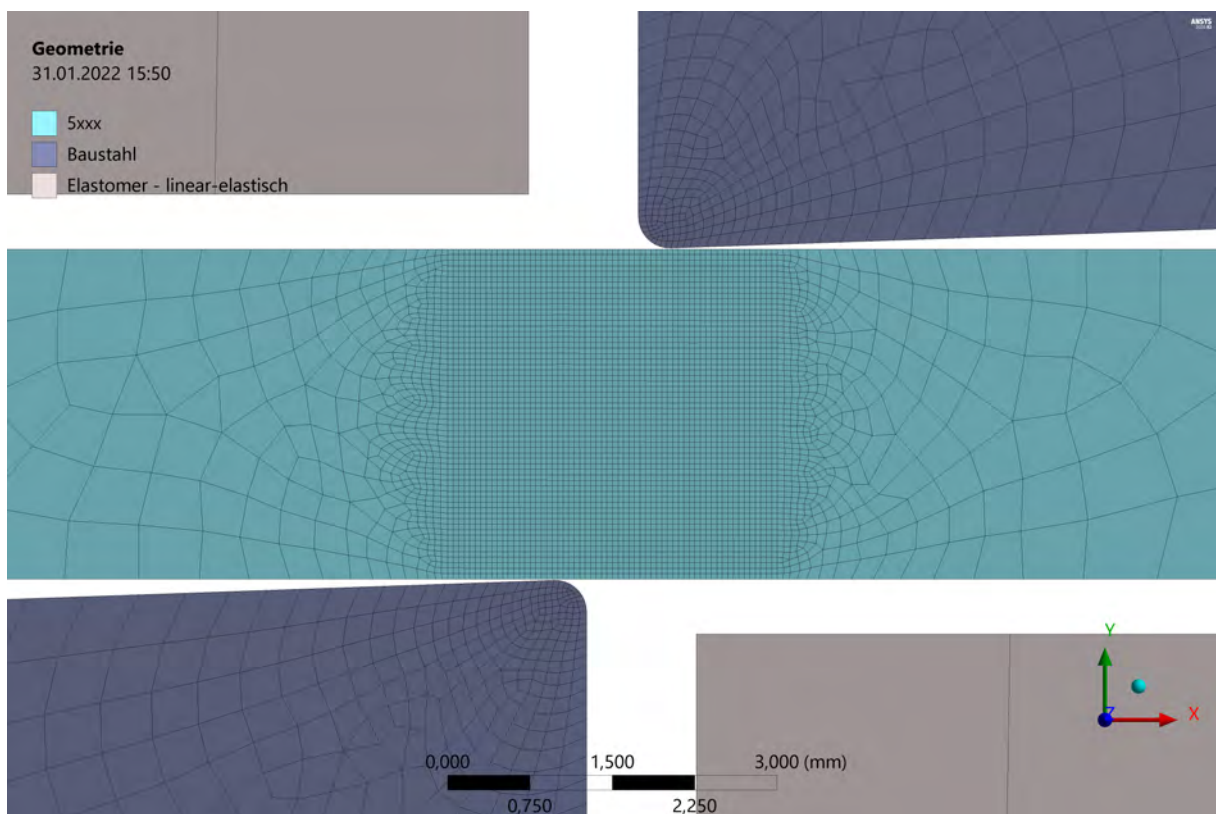 Geometrie
31.01.2022 15:50
5xxx
Baustahl
Elastomer - linear-elastisch
ANSYS
Y
Z
X
0,000 1,500 3,000 (mm)
0,750 2,250